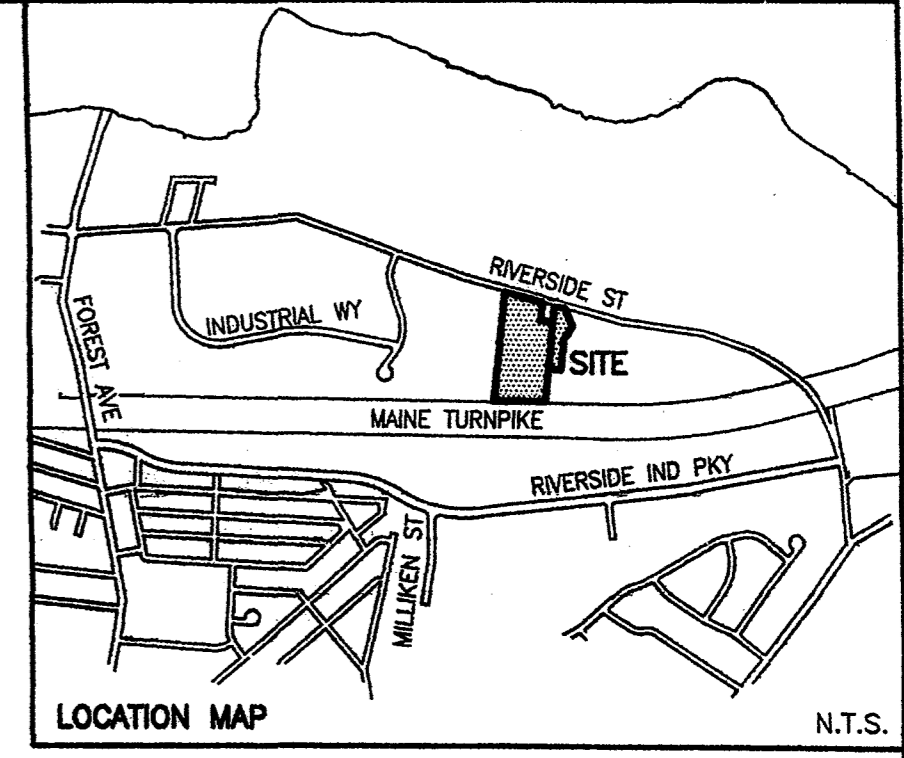 RIVERSIDE ST
FOREST AVE
INDUSTRIAL WY
SITE
MAINE TURNPIKE
RIVERSIDE IND PKY
MILLIKEN ST
LOCATION MAP
N.T.S.